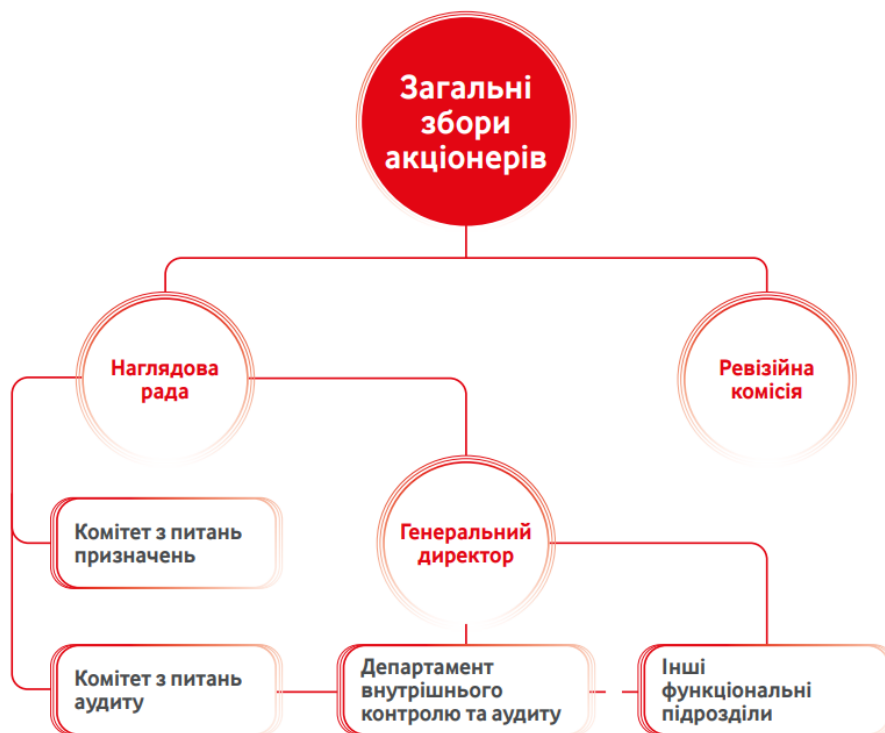 Загальні
збори
акціонерів
Наглядова
рада
Ревізійна
комісія
Комітет з питань
призначень
Генеральний
директор
Комітет з питань
аудиту
Департамент
внутрішнього
контролю та аудиту
Інші
функціональні
підрозділи